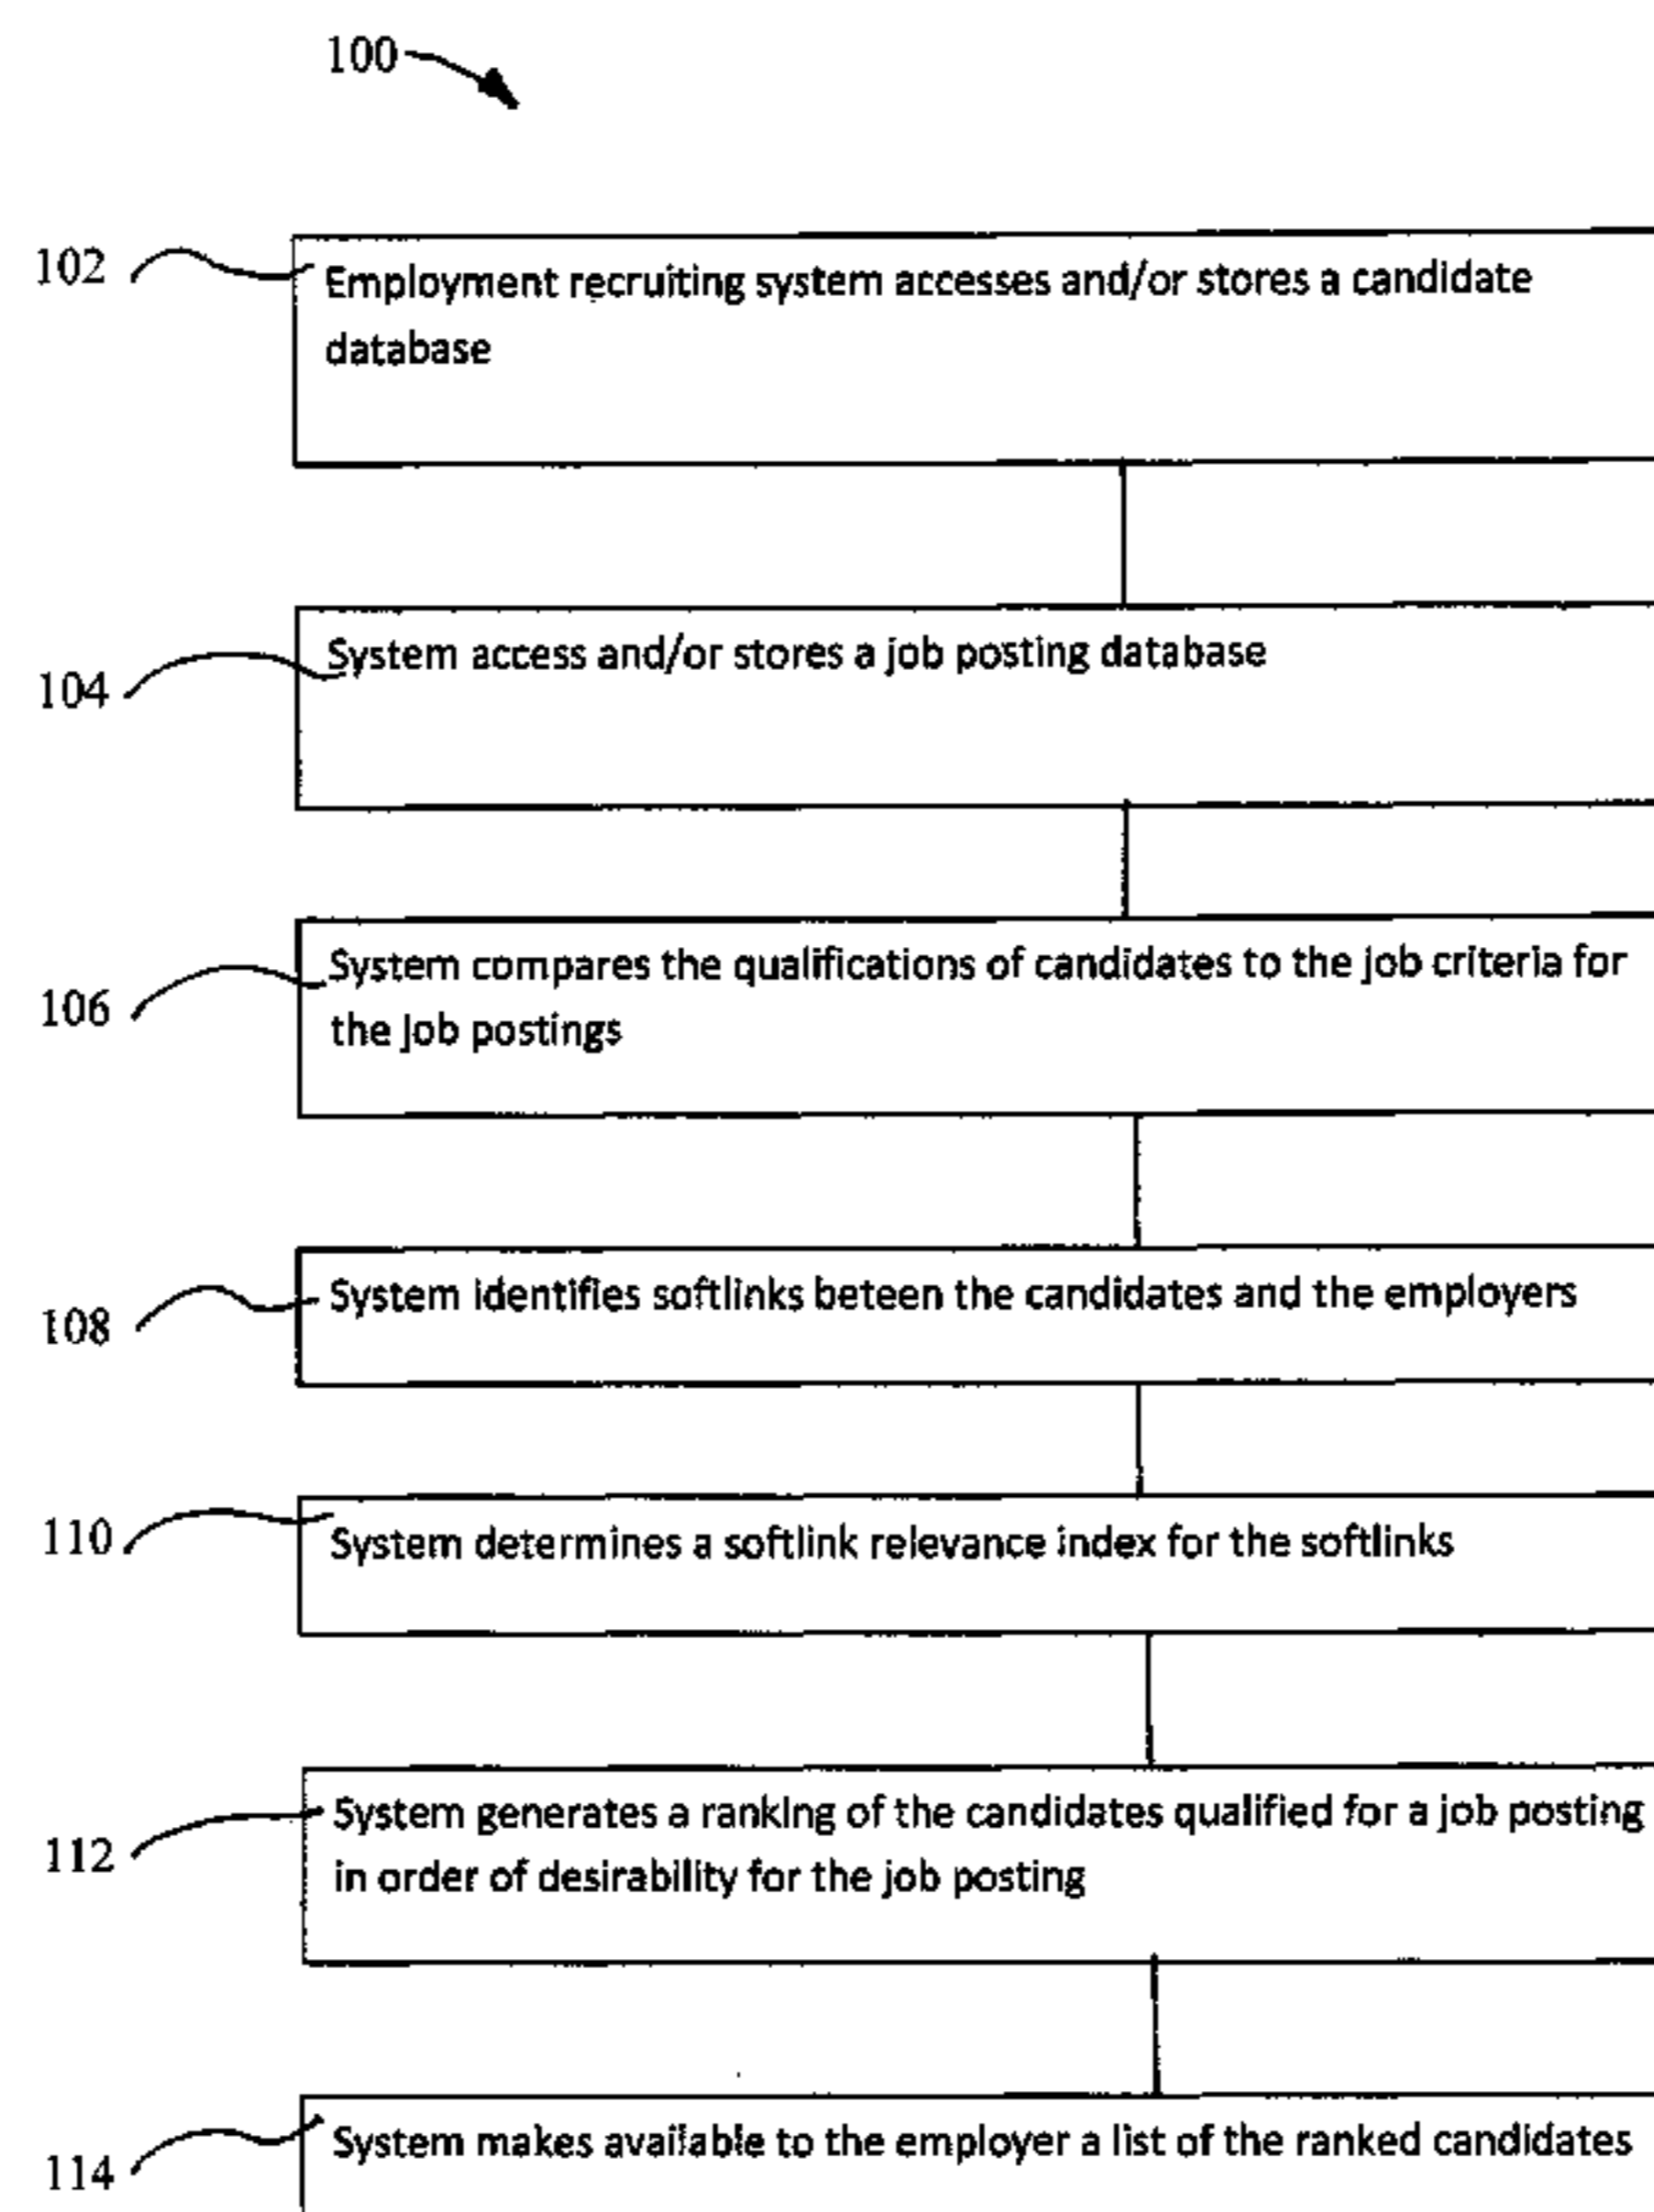 100
102
Employment recruiting system accesses and/or stores a candidate
database
104
System access and/or stores a job posting database
106
System compares the qualifications of candidates to the job criteria for
the job postings
108
System identifies softlinks beteen the candidates and the employers
110
System determines a softlink relevance index for the softlinks
112
System generates a ranking of the candidates qualified for a job posting
in order of desirability for the job posting
114
System makes available to the employer a list of the ranked candidates